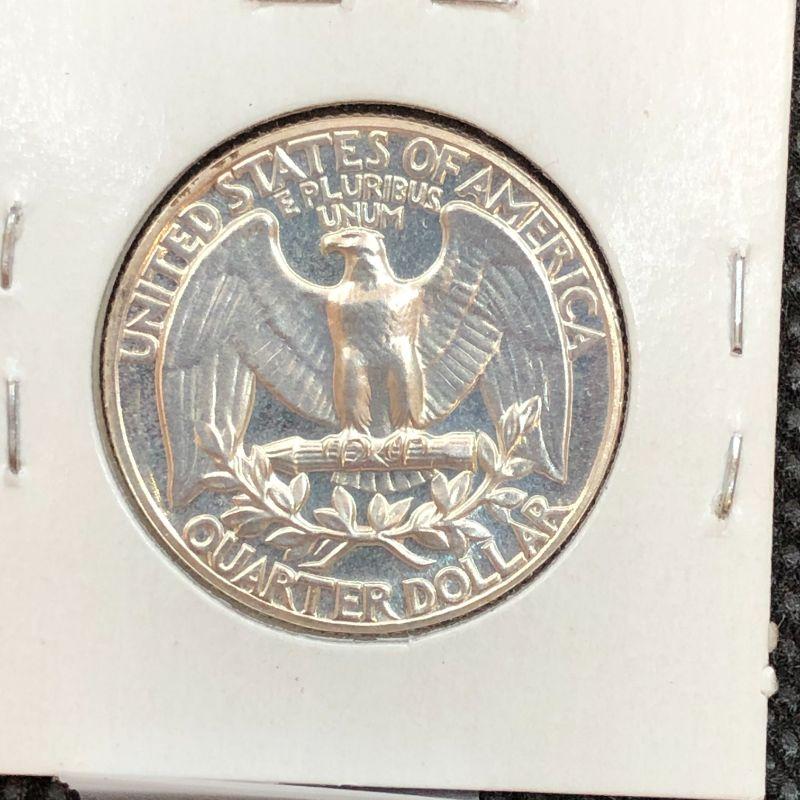 UNITED STATES OF AMERICA
E PLURIBUS
UNUM
QUARTER DOLLAR